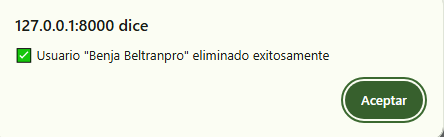 127.0.0.1:8000 dice
✅ Usuario "Benja Beltranpro" eliminado exitosamente
Aceptar